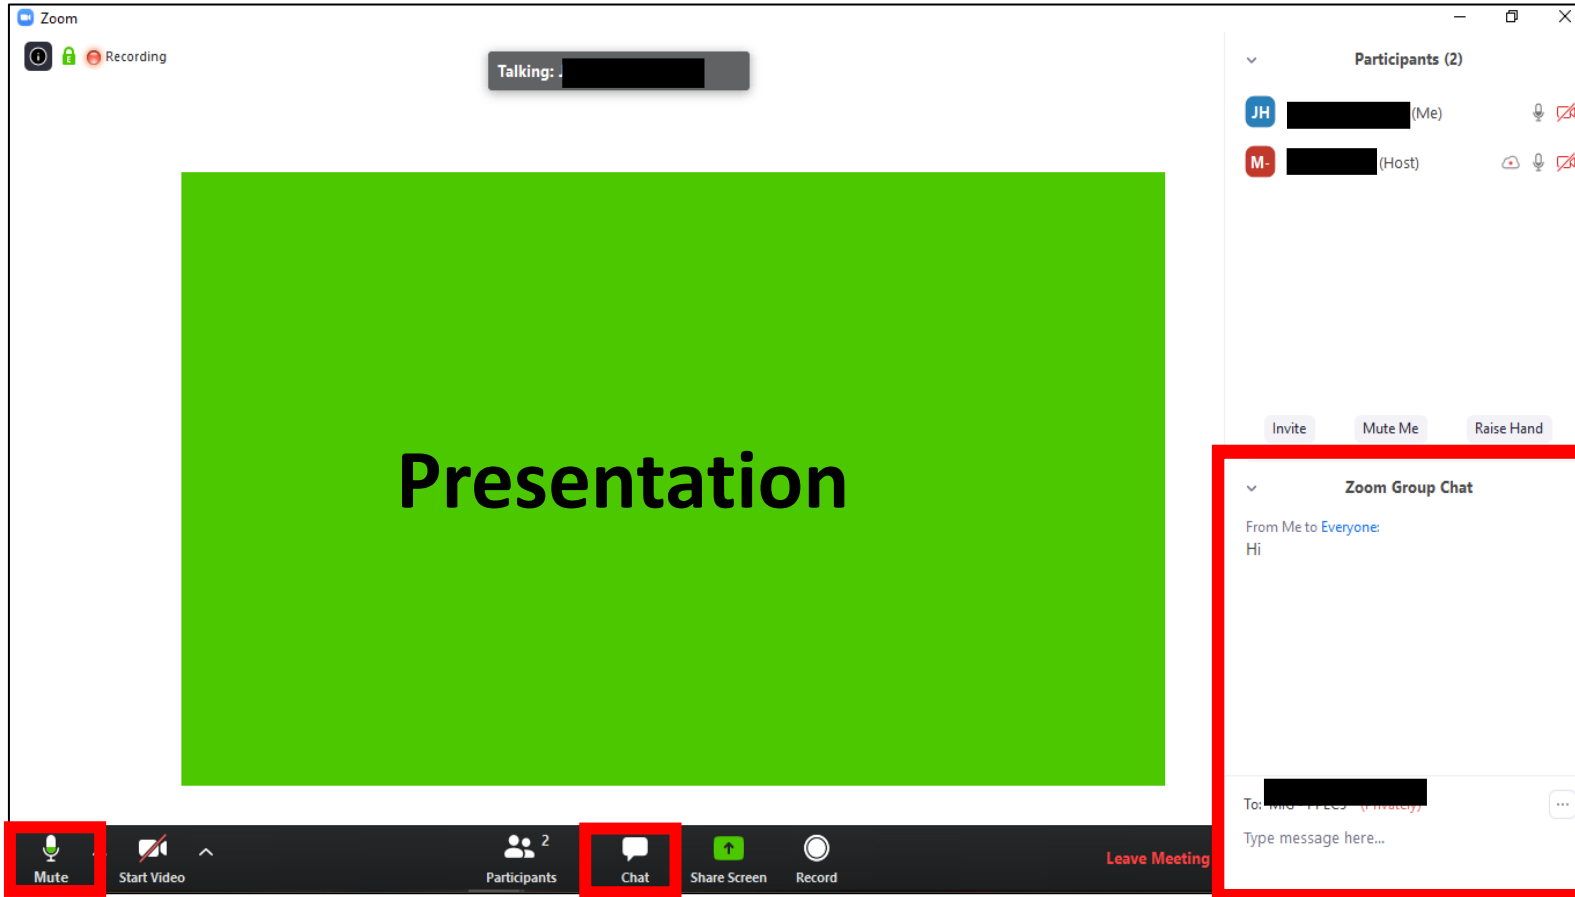 Zoom
Recording
Talking:
Participants (2)
JH (Me)
M- (Host)
Presentation
Invite Mute Me Raise Hand
Zoom Group Chat
From Me to Everyone:
Hi
To: (Privately)
Type message here...
Mute Start Video Participants 2 Chat Share Screen Record Leave Meeting